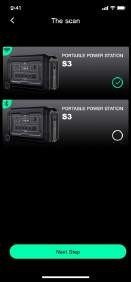 9:41
The scan
PORTABLE POWER STATION
S3
PORTABLE POWER STATION
S3
Next Step